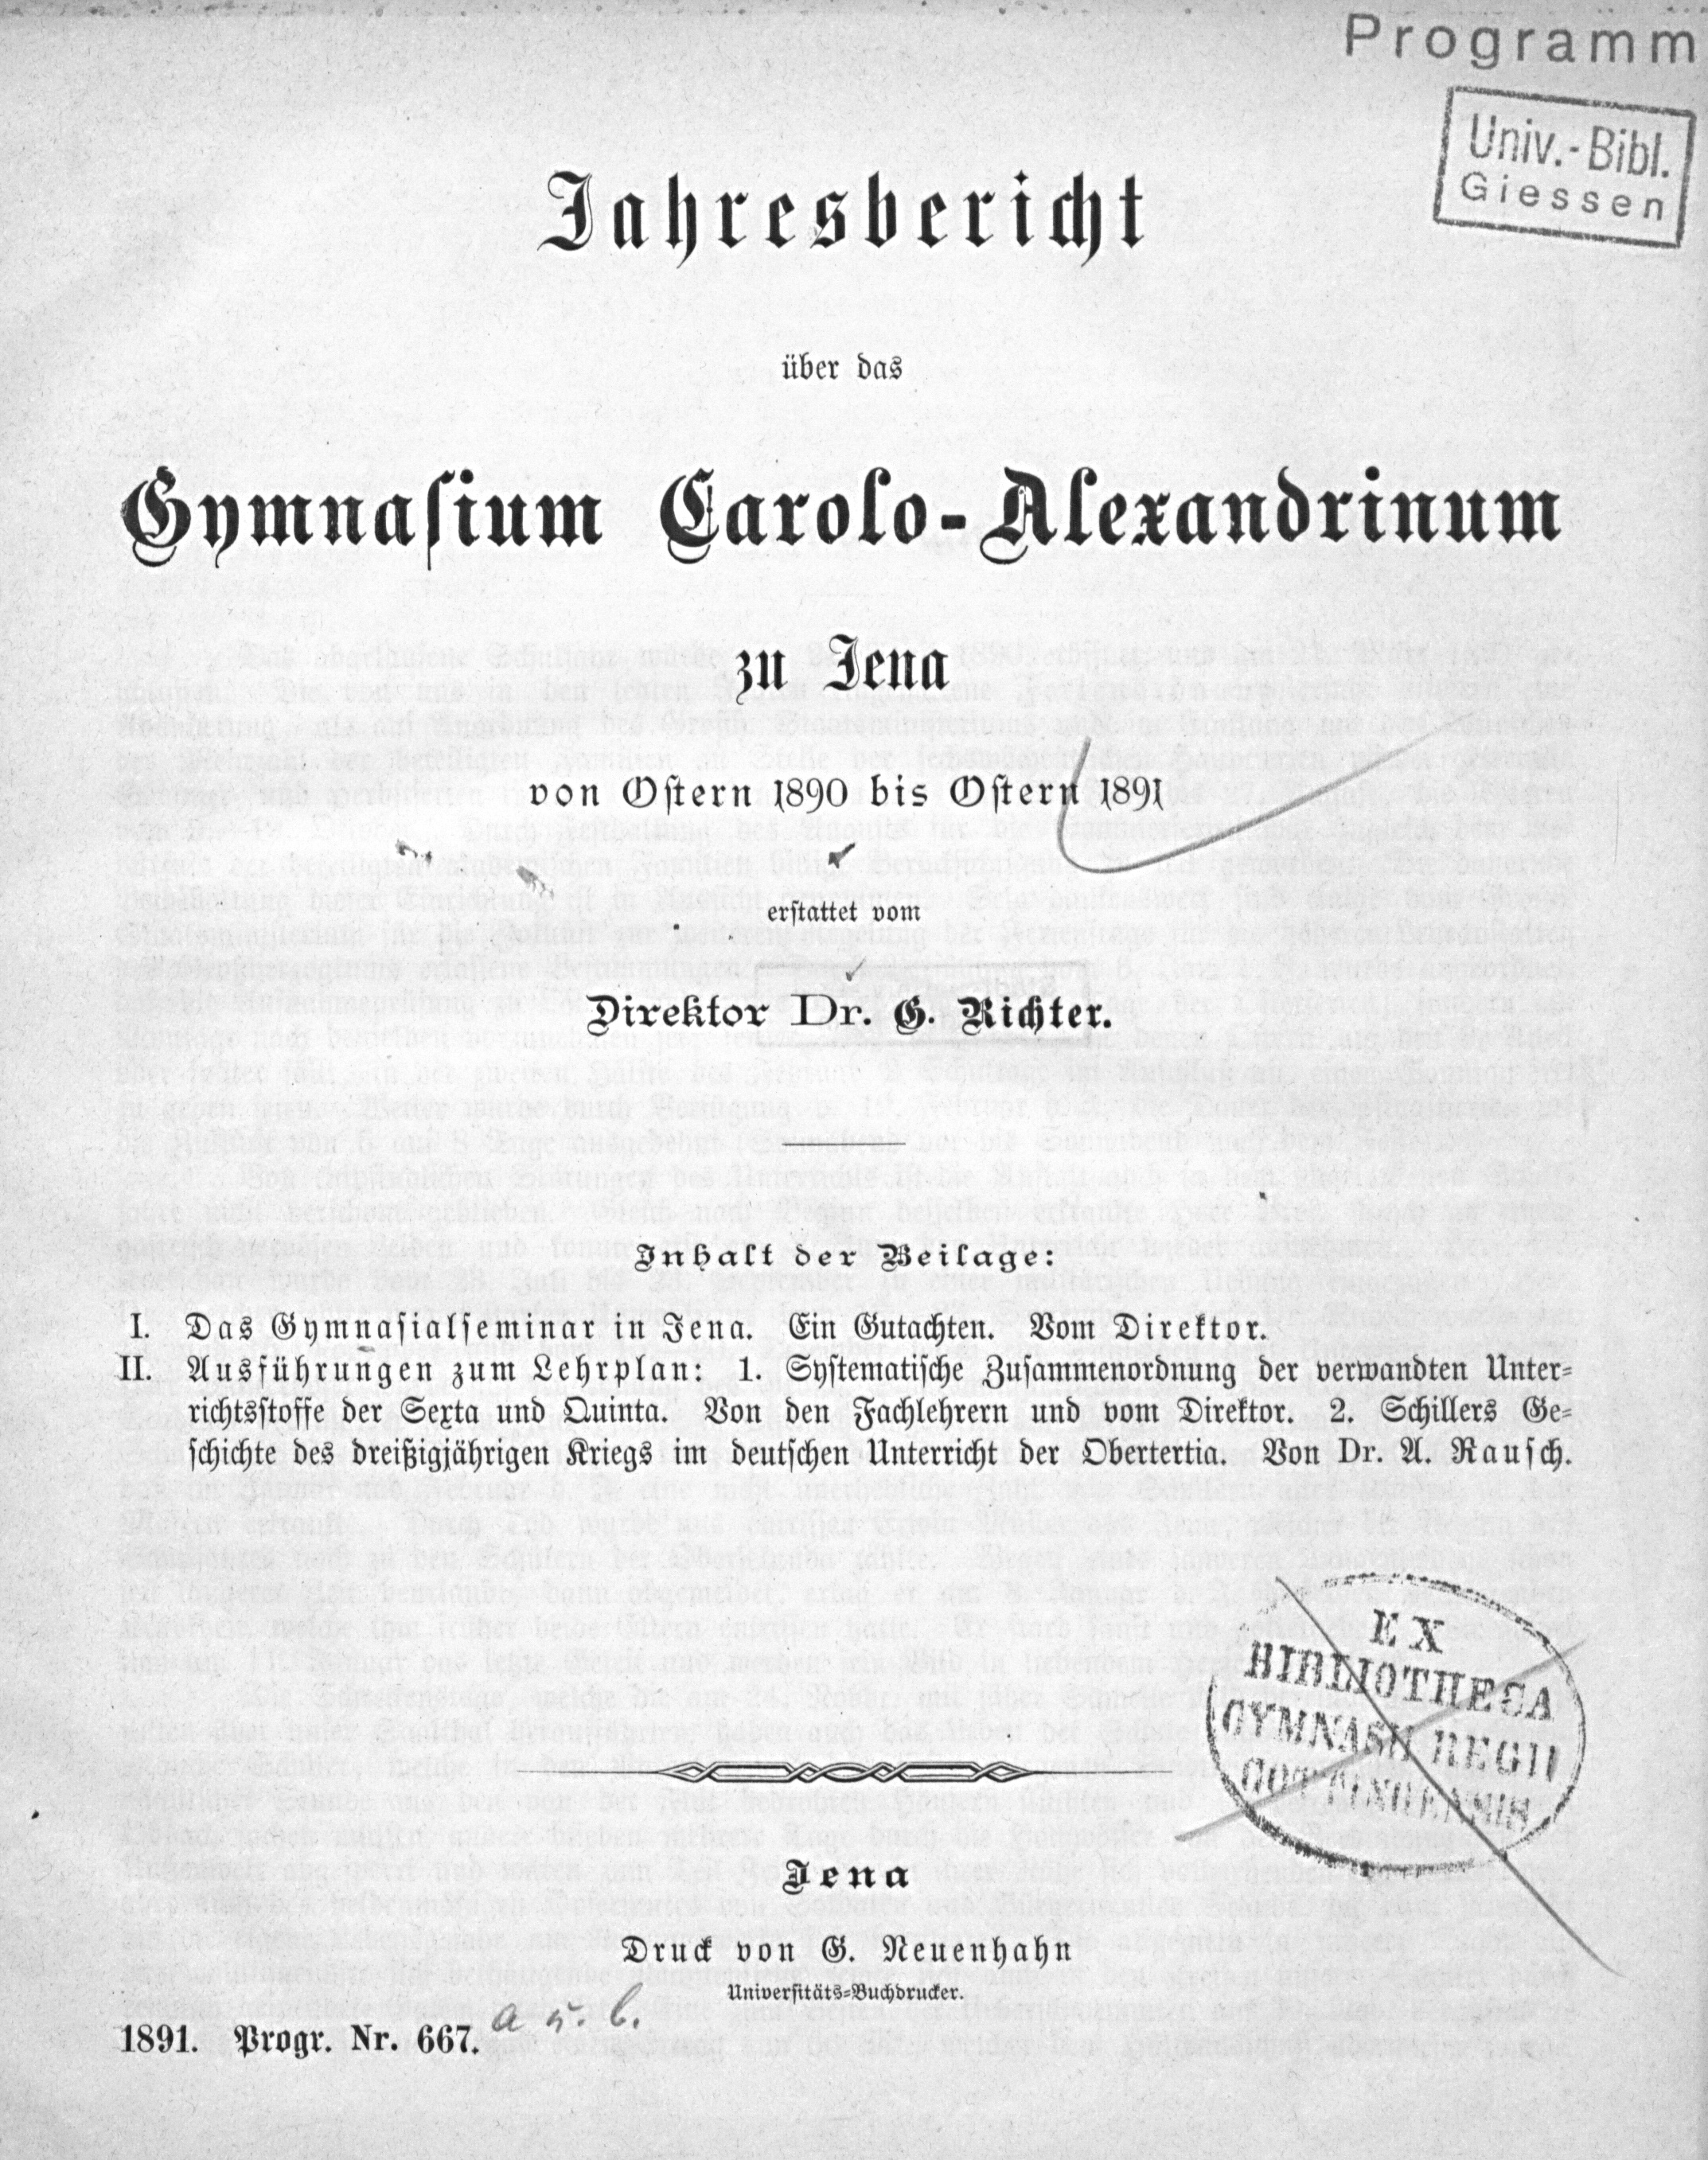 Programm
Univ.-Bibl.
Giessen
Jahresbericht
über das
Gymnasium Carolo-Alexandrinum
zu Jena
von Ostern 1890 bis Ostern 1891
erstattet vom
Direktor Dr. G. Richter.
Inhalt der Beilage:
I. Das Gymnasialseminar in Jena. Ein Gutachten. Vom Direktor.
II. Ausführungen zum Lehrplan: 1. Systematische Zusammenordnung der verwandten Unter-
richtsstoffe der Sexta und Quinta. Von den Fachlehrern und vom Direktor. 2. Schillers Ge-
schichte des dreißigjährigen Kriegs im deutschen Unterricht der Obertertia. Von Dr. A. Rausch.
EX
BIBLIOTHECA
GYMNASII REGII
GOTTINGENSIS
Jena
Druck von G. Neuenhahn
Universitäts-Buchdrucker.
1891. Progr. Nr. 667. a u. b.